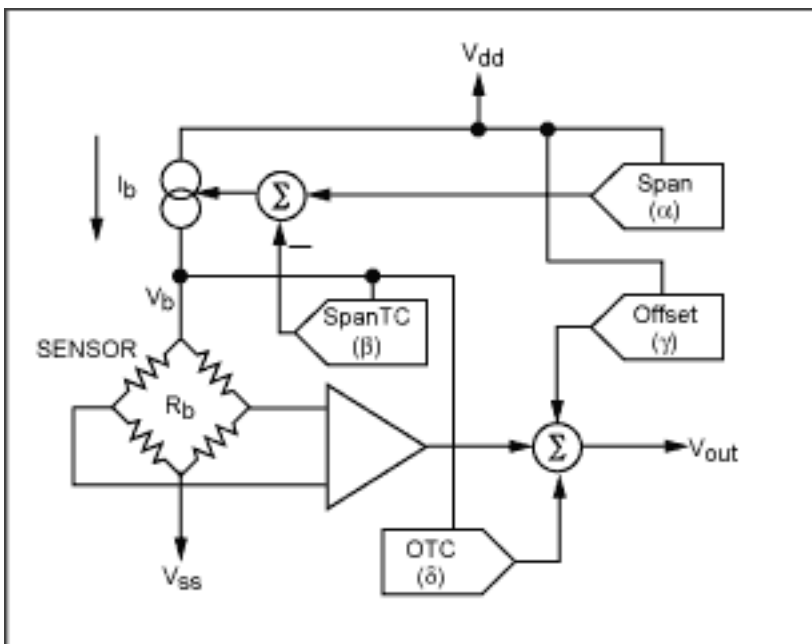 Vdd
Ib
Σ
Span
(α)
Vb
SpanTC
(β)
Offset
(γ)
SENSOR
Rb
Σ
Vout
OTC
(δ)
Vss